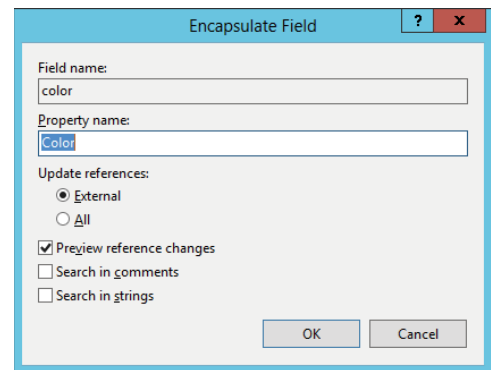 Encapsulate Field
?
x
Field name:
color
Property name:
Color
Update references:
External
All
Preview reference changes
Search in comments
Search in strings
OK
Cancel